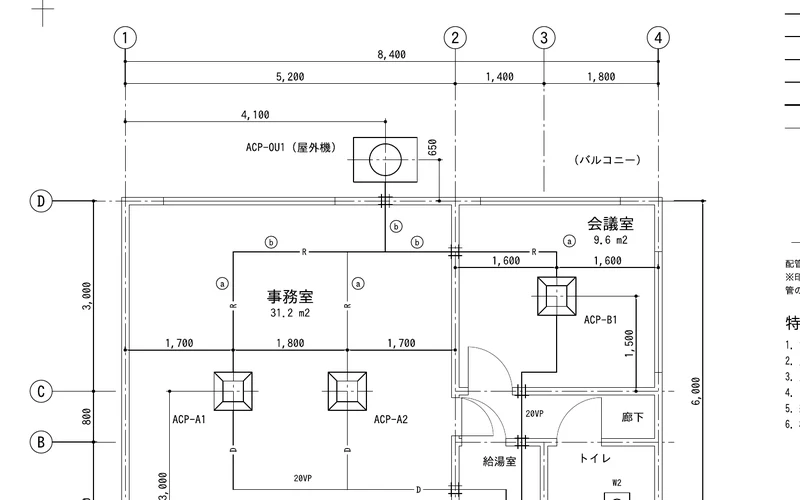 1
2
3
4
8,400
5,200
1,400
1,800
4,100
ACP-OU1 (屋外機)
650
(バルコニー)
D
b
会議室
9.6 m2
a
b
b
R
R
1,600
1,600
a
a
事務室
31.2 m2
R
R
ACP-B1
3,000
1,500
1,700
1,800
1,700
特
1.
2.
3.
4.
5.
6.
C
6,000
ACP-A1
ACP-A2
20VP
廊下
800
B
D
D
給湯室
トイレ
20VP
D
W2
3,000